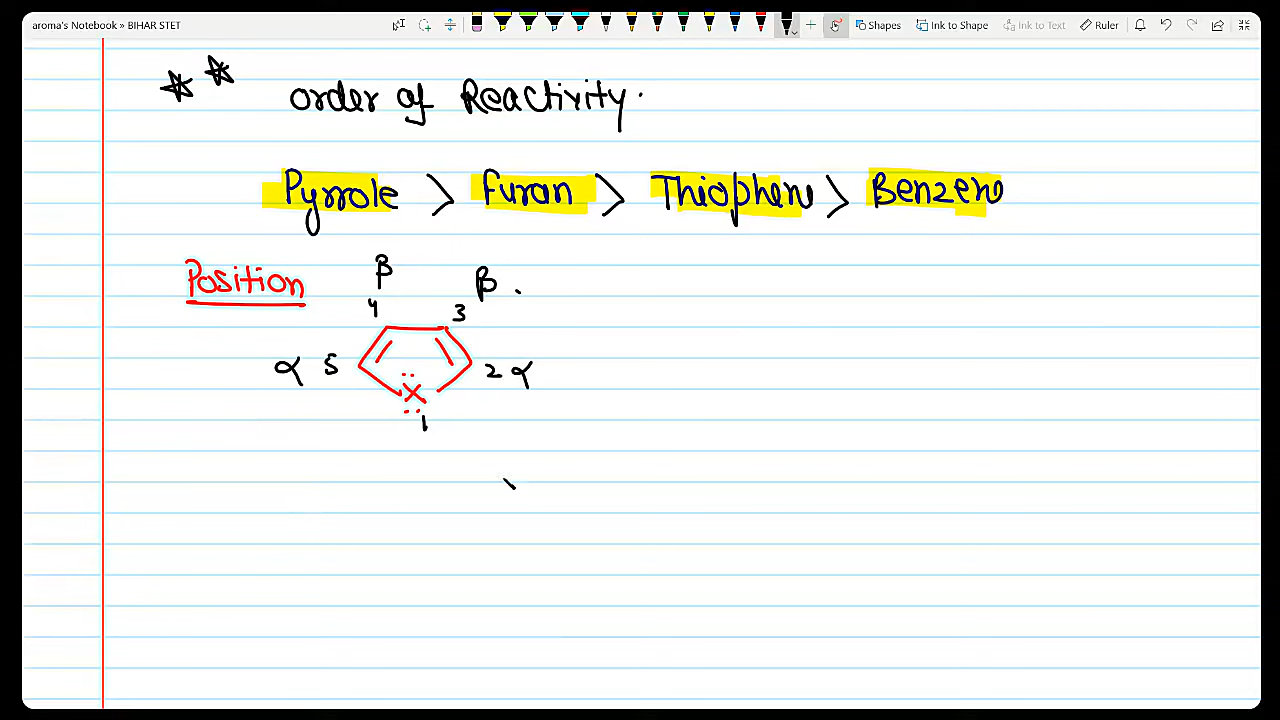 aroma's Notebook » BIHAR STET
Shapes Ink to Shape Ink to Text Ruler
order of Reactivity.
Pyrrole > furan > Thiophene > Benzene
Position β β .
4 3
α 5 2 α
X
1